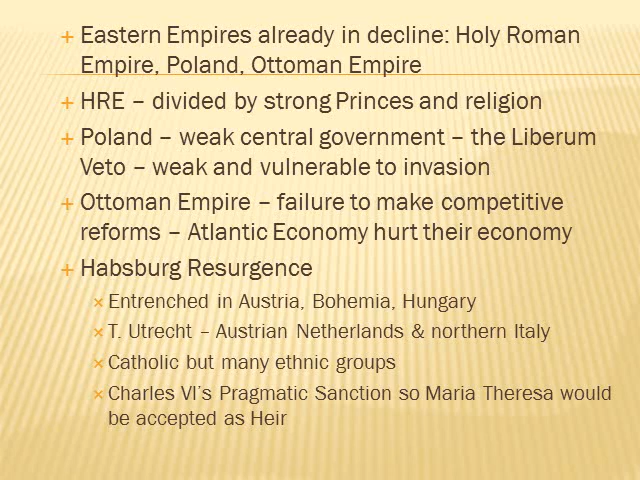 Eastern Empires already in decline: Holy Roman
Empire, Poland, Ottoman Empire
HRE – divided by strong Princes and religion
Poland – weak central government – the Liberum
Veto – weak and vulnerable to invasion
Ottoman Empire – failure to make competitive
reforms – Atlantic Economy hurt their economy
Habsburg Resurgence
Entrenched in Austria, Bohemia, Hungary
T. Utrecht – Austrian Netherlands & northern Italy
Catholic but many ethnic groups
Charles VI's Pragmatic Sanction so Maria Theresa would
be accepted as Heir